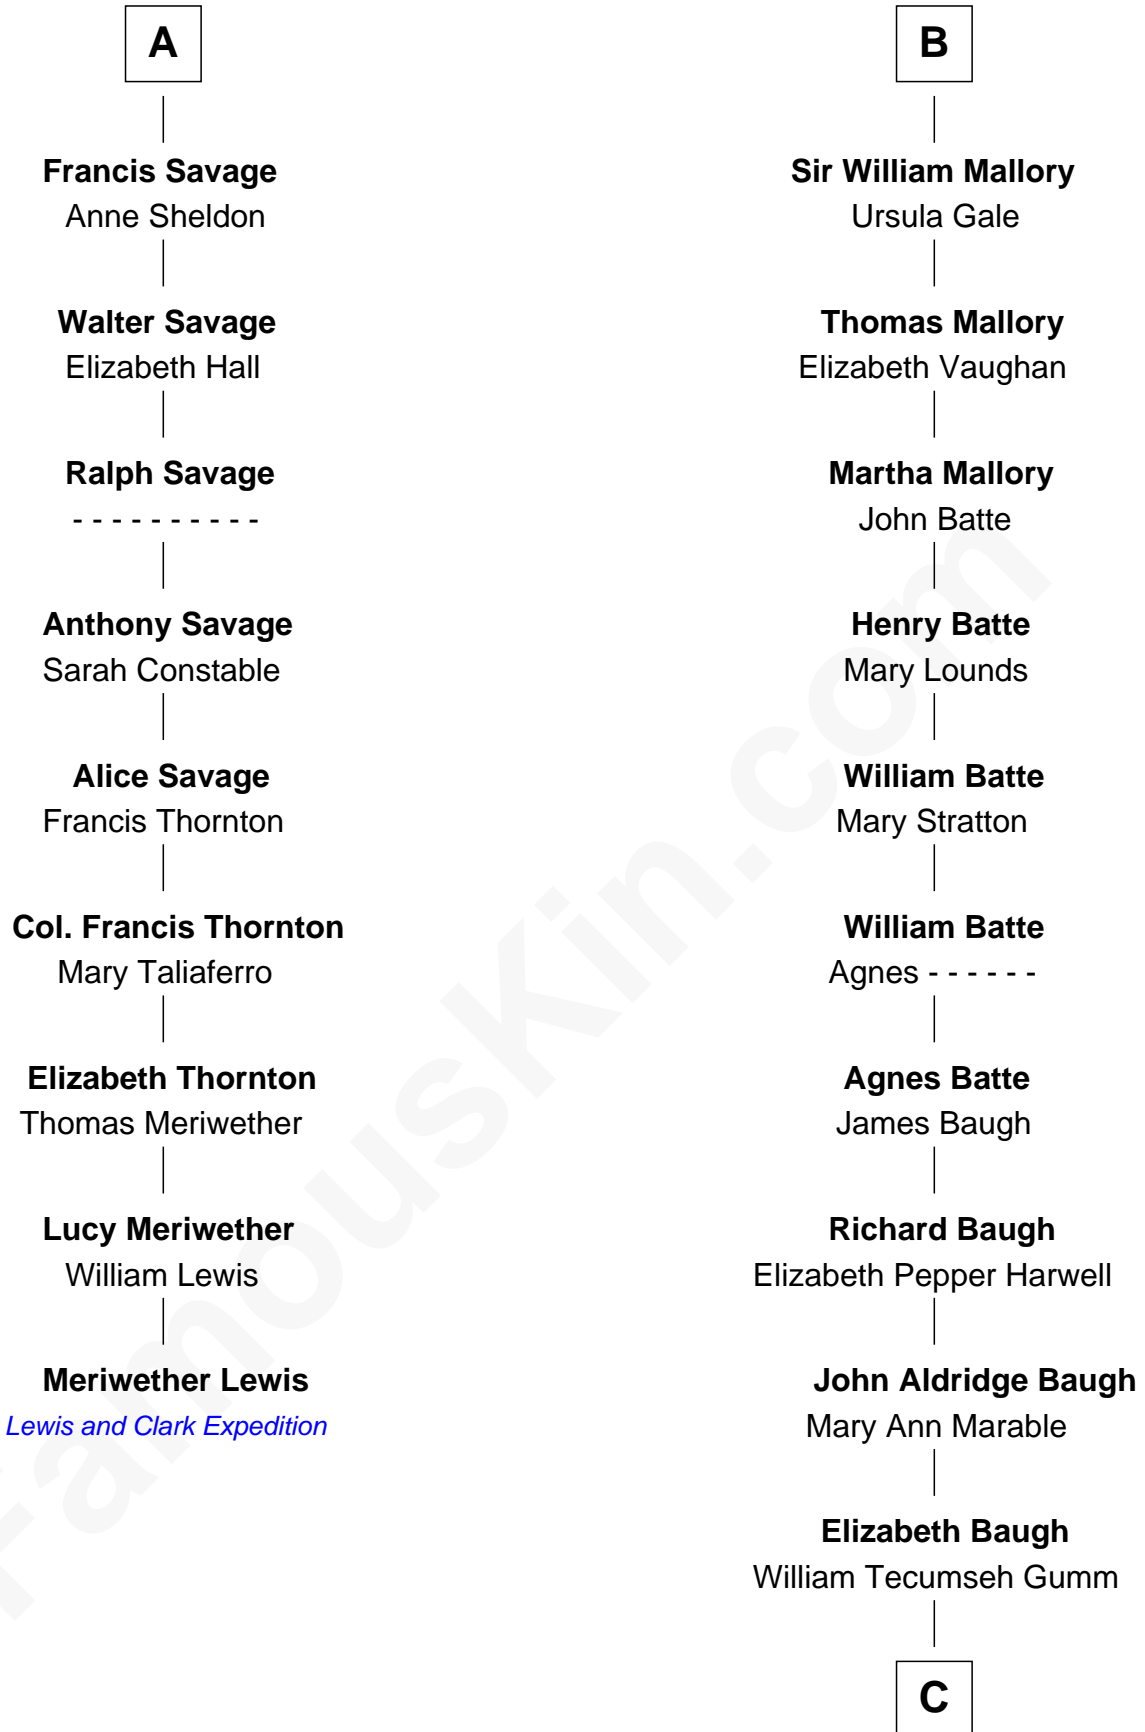 A
Francis Savage
Anne Sheldon
Walter Savage
Elizabeth Hall
Ralph Savage
- - - - - - - - - -
Anthony Savage
Sarah Constable
Alice Savage
Francis Thornton
Col. Francis Thornton
Mary Taliaferro
Elizabeth Thornton
Thomas Meriwether
Lucy Meriwether
William Lewis
Meriwether Lewis
Lewis and Clark Expedition
B
Sir William Mallory
Ursula Gale
Thomas Mallory
Elizabeth Vaughan
Martha Mallory
John Batte
Henry Batte
Mary Lounds
William Batte
Mary Stratton
William Batte
Agnes - - - - - -
Agnes Batte
James Baugh
Richard Baugh
Elizabeth Pepper Harwell
John Aldridge Baugh
Mary Ann Marable
Elizabeth Baugh
William Tecumseh Gumm
C
FamousKin.com